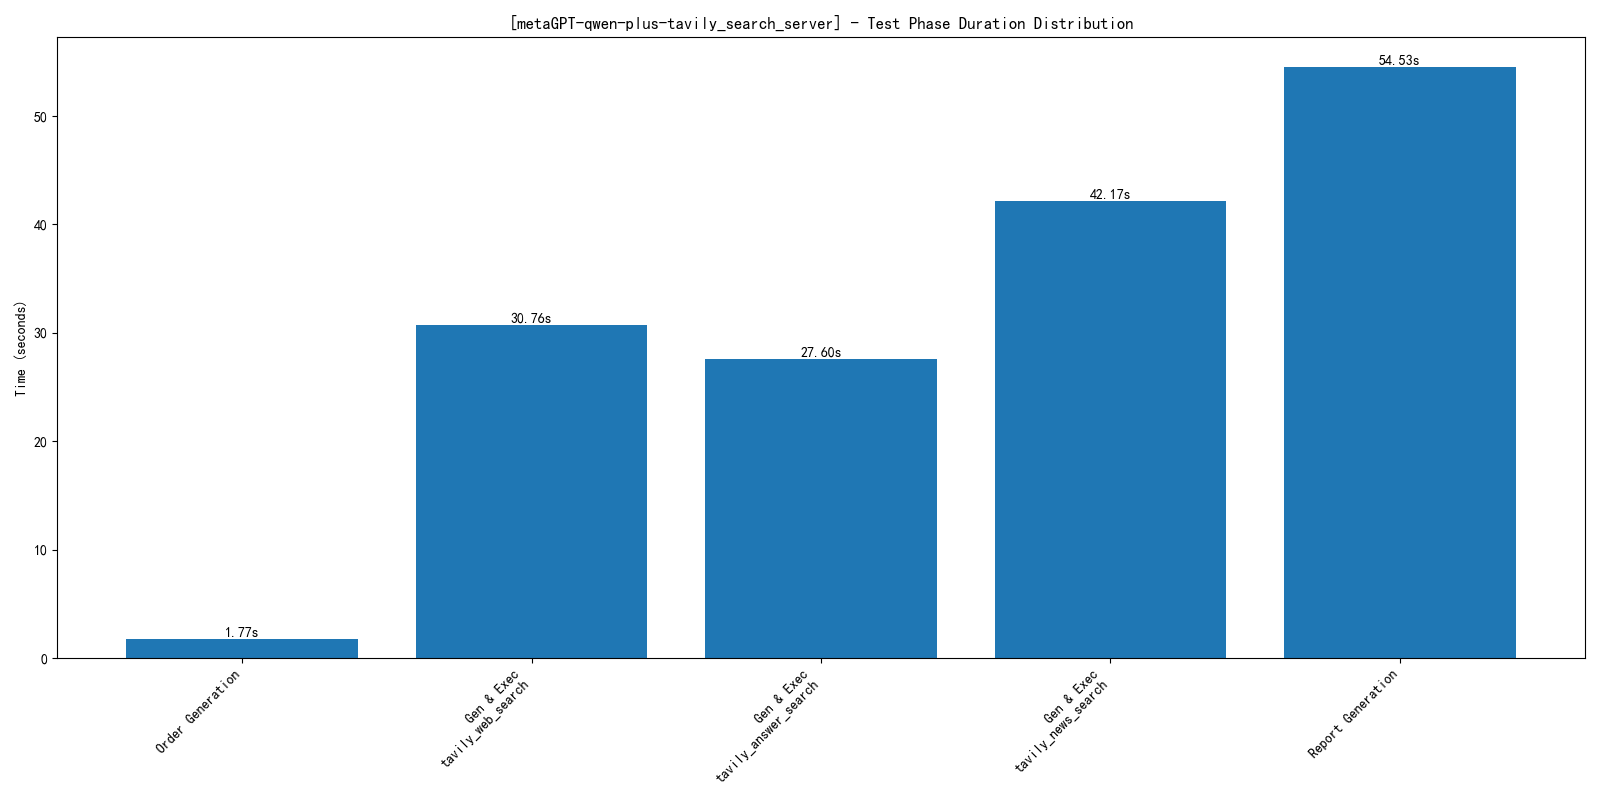 [metaGPT-qwen-plus-tavily_search_server] - Test Phase Duration Distribution
54.53s
42.17s
30.76s
27.60s
1.77s
Time (seconds)
50
40
30
20
10
0
Order Generation
Gen & Exec
tavily_web_search
Gen & Exec
tavily_answer_search
Gen & Exec
tavily_news_search
Report Generation